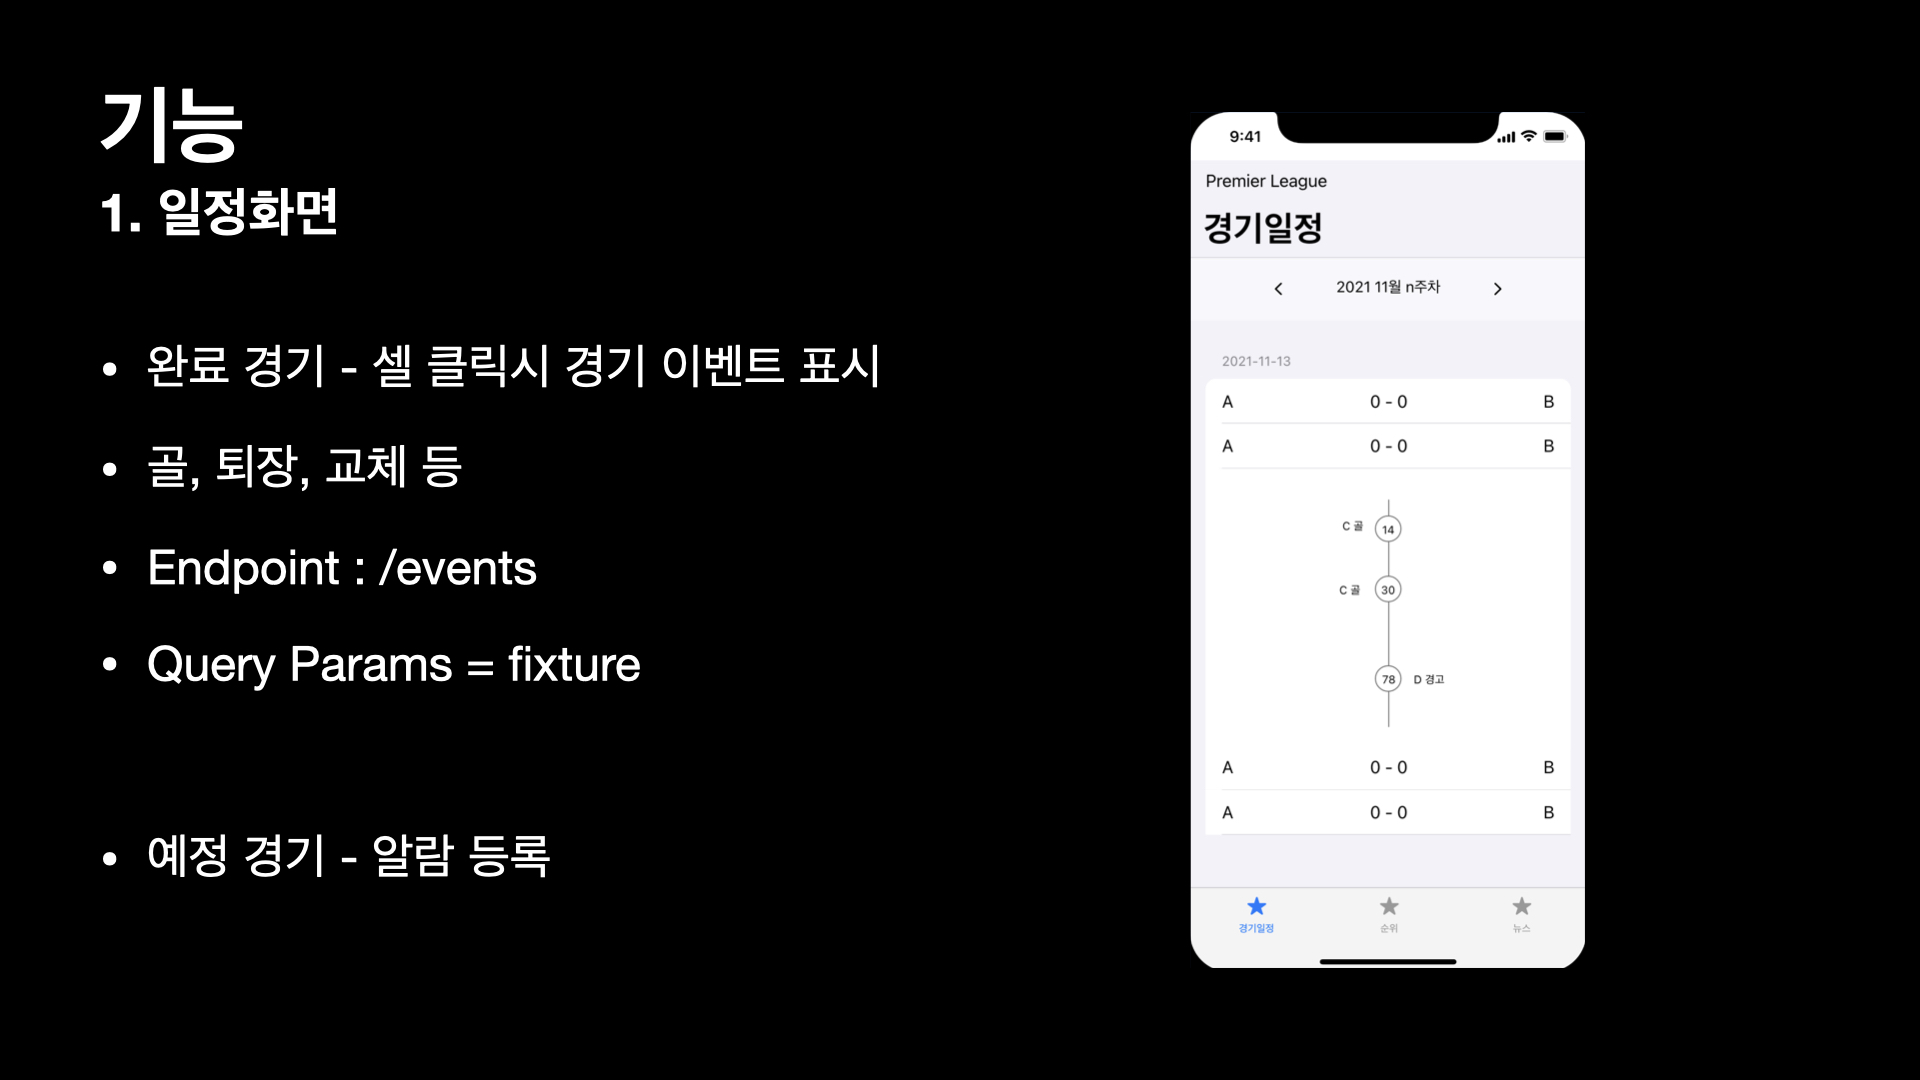 기능
1. 일정화면
• 완료 경기 - 셀 클릭시 경기 이벤트 표시
• 골, 퇴장, 교체 등
• Endpoint : /events
• Query Params = fixture
• 예정 경기 - 알람 등록
9:41
Premier League
경기일정
2021 11월 n주차
2021-11-13
A 0 - 0 B
A 0 - 0 B
C 골 14
C 골 30
78 D 경고
A 0 - 0 B
A 0 - 0 B
경기일정 순위 뉴스